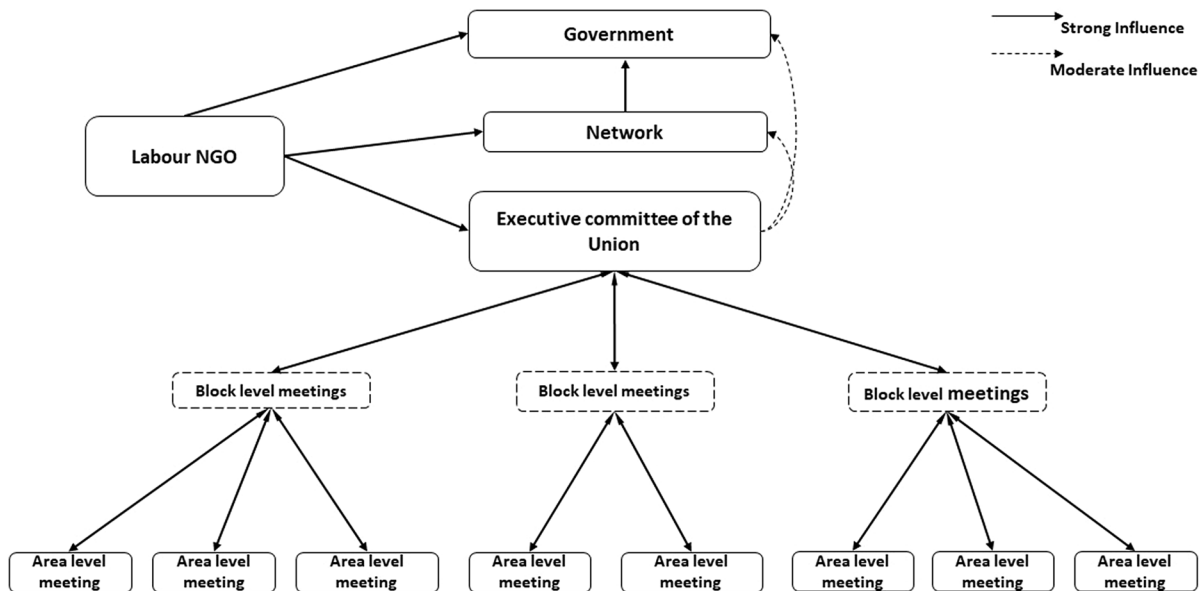 Government
Strong Influence
Moderate Influence
Network
Labour NGO
Executive committee of the
Union
Block level meetings
Block level meetings
Block level meetings
Area level
meeting
Area level
meeting
Area level
meeting
Area level
meeting
Area level
meeting
Area level
meeting
Area level
meeting
Area level
meeting